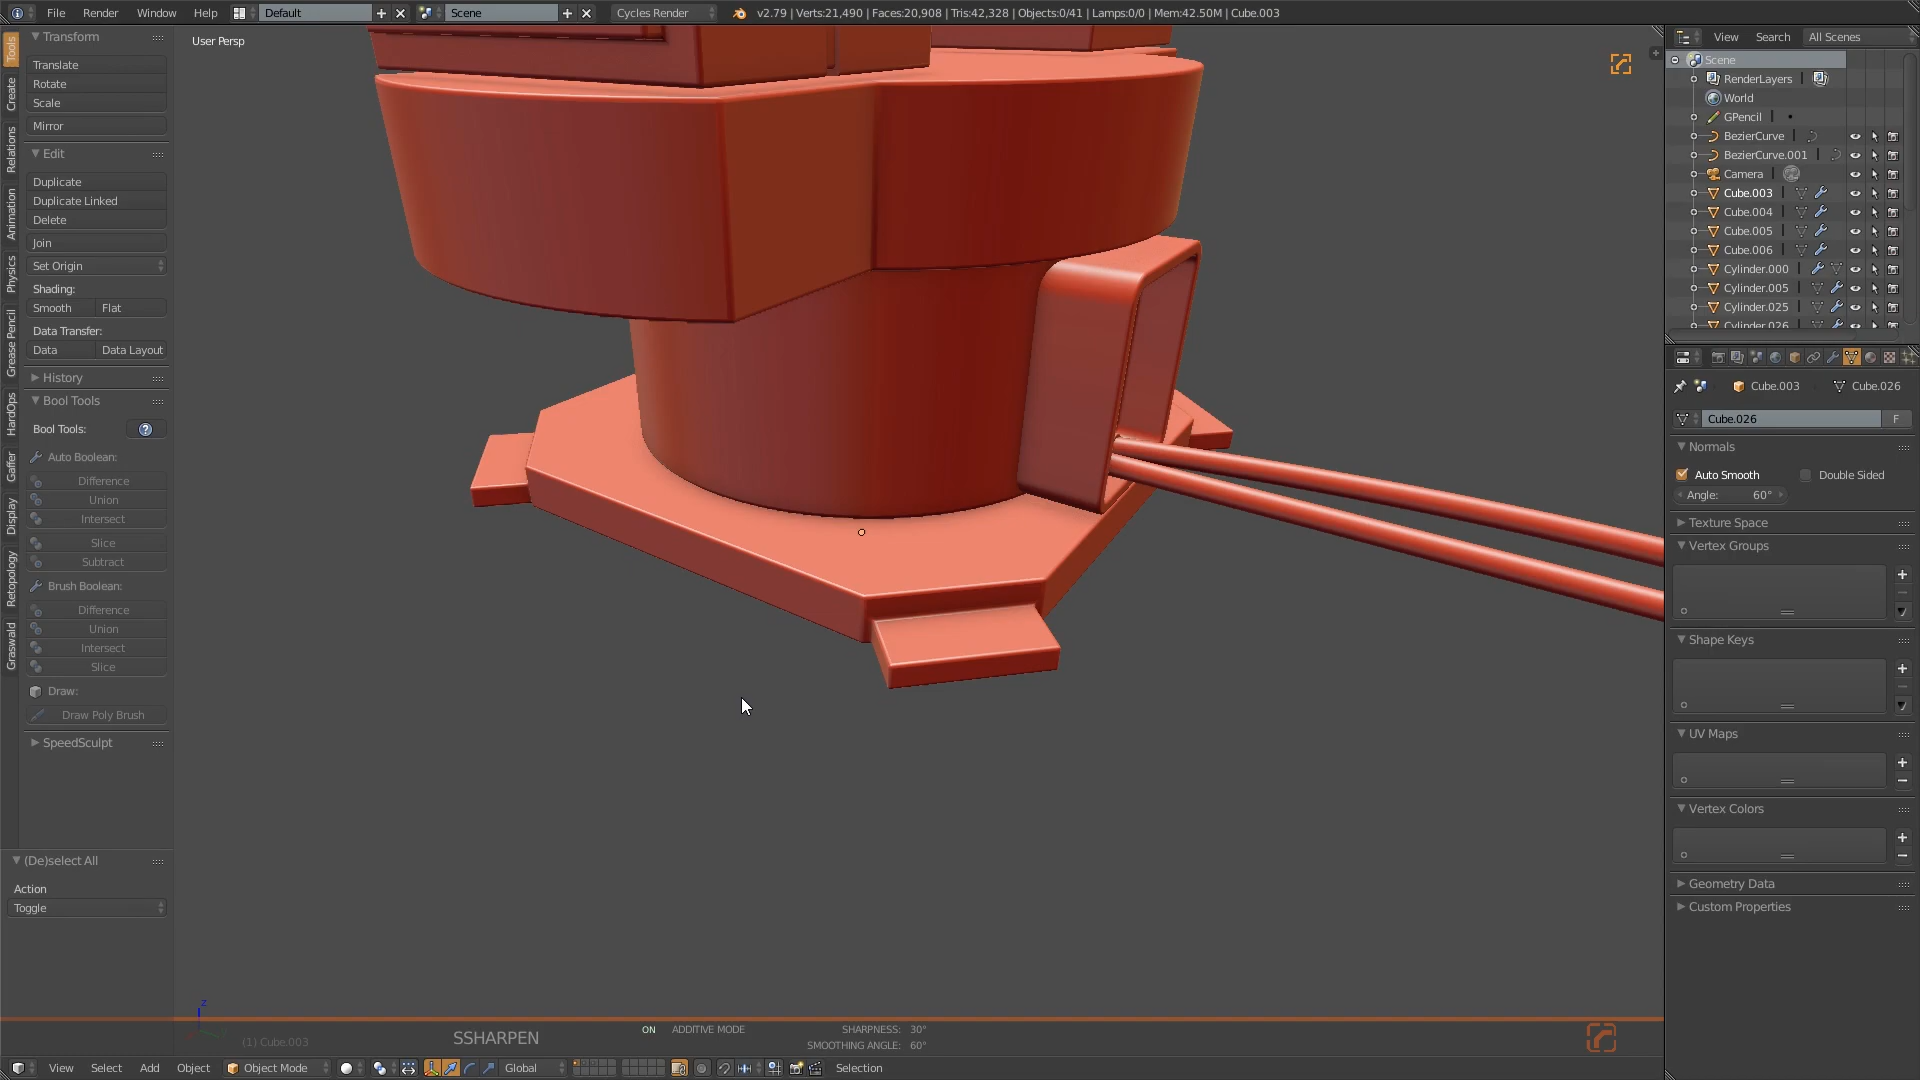 File Render Window Help Default Scene Cycles Render v2.79 | Verts:21,490 | Faces:20,908 | Tris:42,328 | Objects:0/41 | Lamps:0/0 | Mem:42.50M | Cube.003
Tools
Create
Relations
Animation
Physics
Grease Pencil
HardOps
Gaffer
Display
Retopology
Graswald
Transform
Translate
Rotate
Scale
Mirror
Edit
Duplicate
Duplicate Linked
Delete
Join
Set Origin
Shading:
Smooth Flat
Data Transfer:
Data Data Layout
History
Bool Tools
Bool Tools: ?
Auto Boolean:
Difference
Union
Intersect
Slice
Subtract
Brush Boolean:
Difference
Union
Intersect
Slice
Draw:
Draw Poly Brush
SpeedSculpt
(De)select All
Action
Toggle
User Persp
z
(1) Cube.003
SSHARPEN
ON ADDITIVE MODE SHARPNESS: 30°
SMOOTHING ANGLE: 60°
View Select Add Object Object Mode Global Selection
View Search All Scenes
Scene
RenderLayers
World
GPencil
BezierCurve
BezierCurve.001
Camera
Cube.003
Cube.004
Cube.005
Cube.006
Cylinder.000
Cylinder.005
Cylinder.025
Cylinder.026
Cube.003 Cube.026
Cube.026 F
Normals
Auto Smooth Double Sided
Angle: 60°
Texture Space
Vertex Groups
Shape Keys
UV Maps
Vertex Colors
Geometry Data
Custom Properties